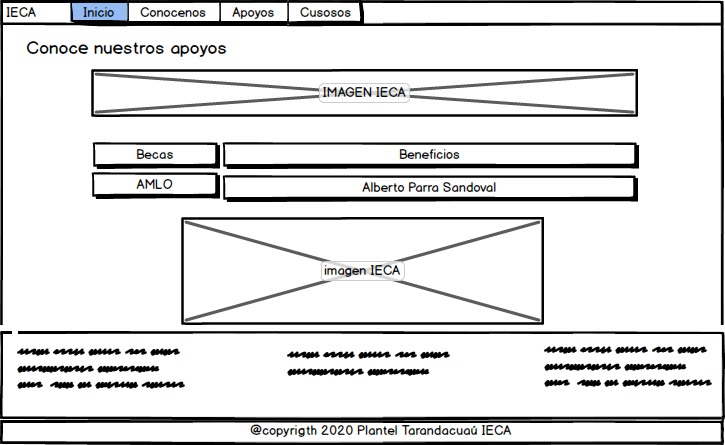 IECA Inicio Conocenos Apoyos Cusosos
Conoce nuestros apoyos
IMAGEN IECA
Becas Beneficios
AMLO Alberto Parra Sandoval
imagen IECA
@copyrigth 2020 Plantel Tarandacuaú IECA